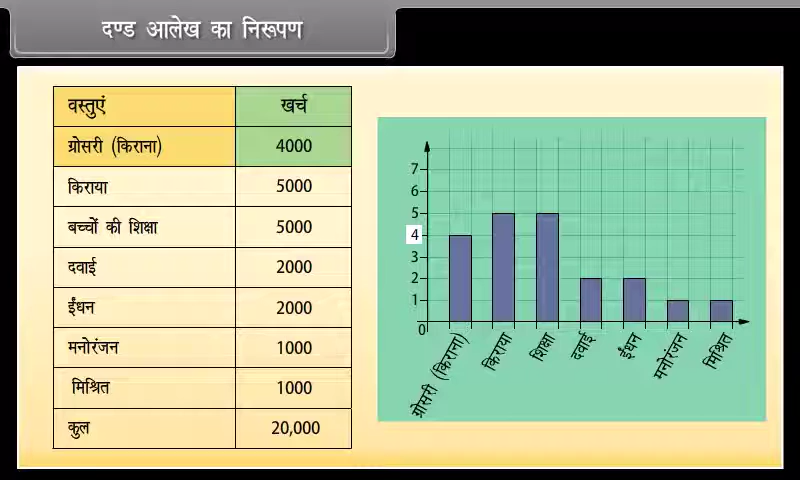 दण्ड आलेख का निरूपण
वस्तुएं खर्च
ग्रोसरी (किराना) 4000
किराया 5000
बच्चों की शिक्षा 5000
दवाई 2000
ईंधन 2000
मनोरंजन 1000
मिश्रित 1000
कुल 20,000
7
6
5
4
3
2
1
0
ग्रोसरी (किराना)
किराया
शिक्षा
दवाई
ईंधन
मनोरंजन
मिश्रित